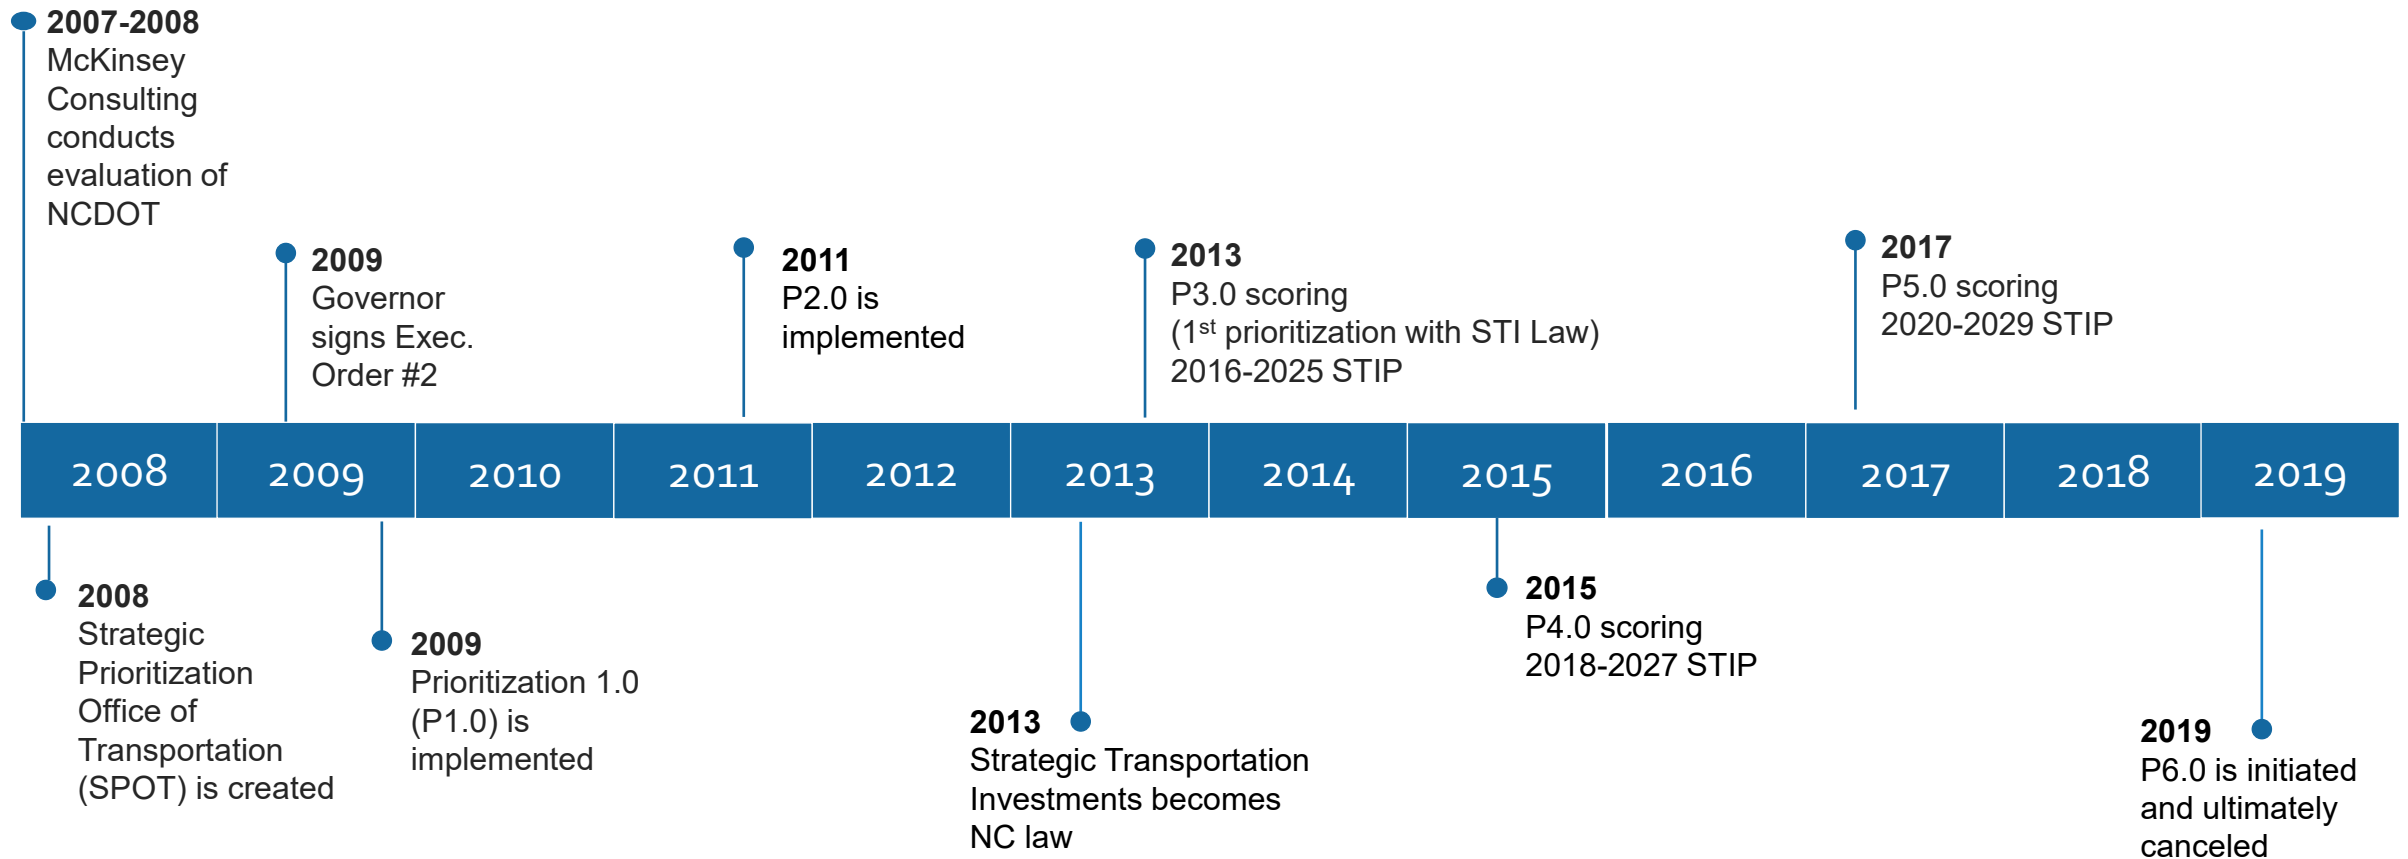 2007-2008
McKinsey
Consulting
conducts
evaluation of
NCDOT
2009
Governor
signs Exec.
Order #2
2011
P2.0 is
implemented
2013
P3.0 scoring
(1st prioritization with STI Law)
2016-2025 STIP
2017
P5.0 scoring
2020-2029 STIP
2008 2009 2010 2011 2012 2013 2014 2015 2016 2017 2018 2019
2008
Strategic
Prioritization
Office of
Transportation
(SPOT) is created
2009
Prioritization 1.0
(P1.0) is
implemented
2013
Strategic Transportation
Investments becomes
NC law
2015
P4.0 scoring
2018-2027 STIP
2019
P6.0 is initiated
and ultimately
canceled